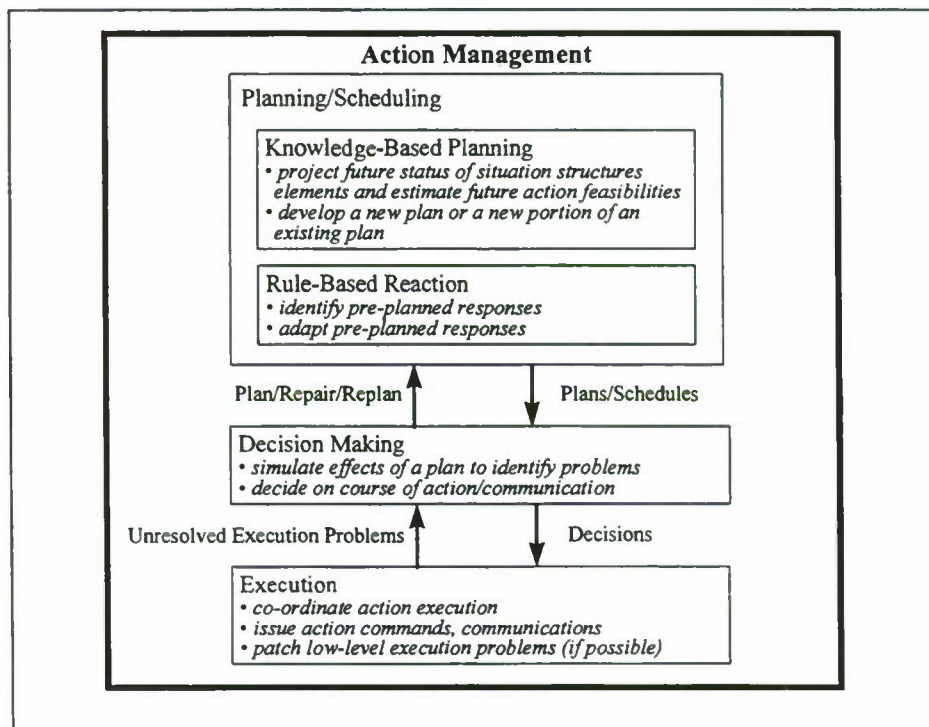 Action Management
Planning/Scheduling
Knowledge-Based Planning
• project future status of situation structures
elements and estimate future action feasibilities
• develop a new plan or a new portion of an
existing plan
Rule-Based Reaction
• identify pre-planned responses
• adapt pre-planned responses
Plan/Repair/Replan
Plans/Schedules
Decision Making
• simulate effects of a plan to identify problems
• decide on course of action/communication
Unresolved Execution Problems
Decisions
Execution
• co-ordinate action execution
• issue action commands, communications
• patch low-level execution problems (if possible)